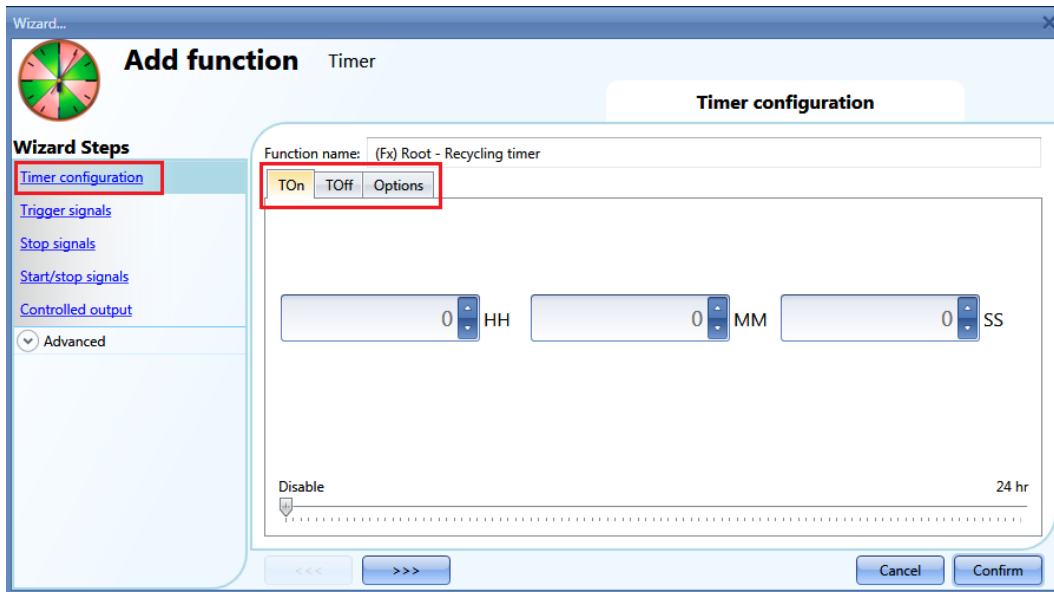 Wizard...
Add function Timer
Timer configuration
Wizard Steps
Timer configuration
Trigger signals
Stop signals
Start/stop signals
Controlled output
Advanced
Function name: (Fx) Root - Recycling timer
TOn TOff Options
0 HH 0 MM 0 SS
Disable 24 hr
<<< >>> Cancel Confirm